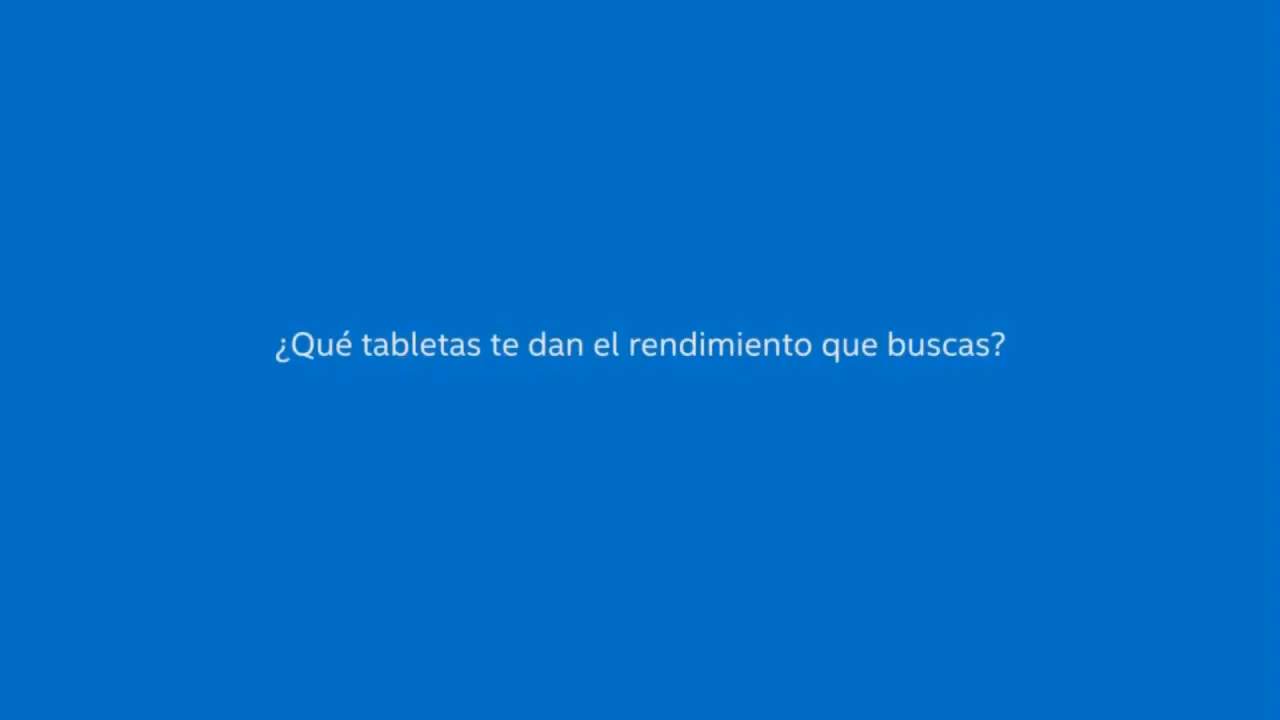 ¿Qué tabletas te dan el rendimiento que buscas?